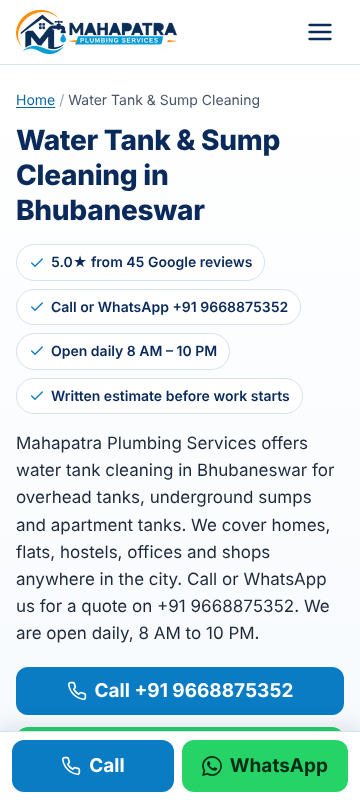 MAHAPATRA
PLUMBING SERVICES
Home / Water Tank & Sump Cleaning
Water Tank & Sump
Cleaning in
Bhubaneswar
5.0★ from 45 Google reviews
Call or WhatsApp +91 9668875352
Open daily 8 AM – 10 PM
Written estimate before work starts
Mahapatra Plumbing Services offers
water tank cleaning in Bhubaneswar for
overhead tanks, underground sumps
and apartment tanks. We cover homes,
flats, hostels, offices and shops
anywhere in the city. Call or WhatsApp
us for a quote on +91 9668875352. We
are open daily, 8 AM to 10 PM.
Call +91 9668875352
Call
WhatsApp